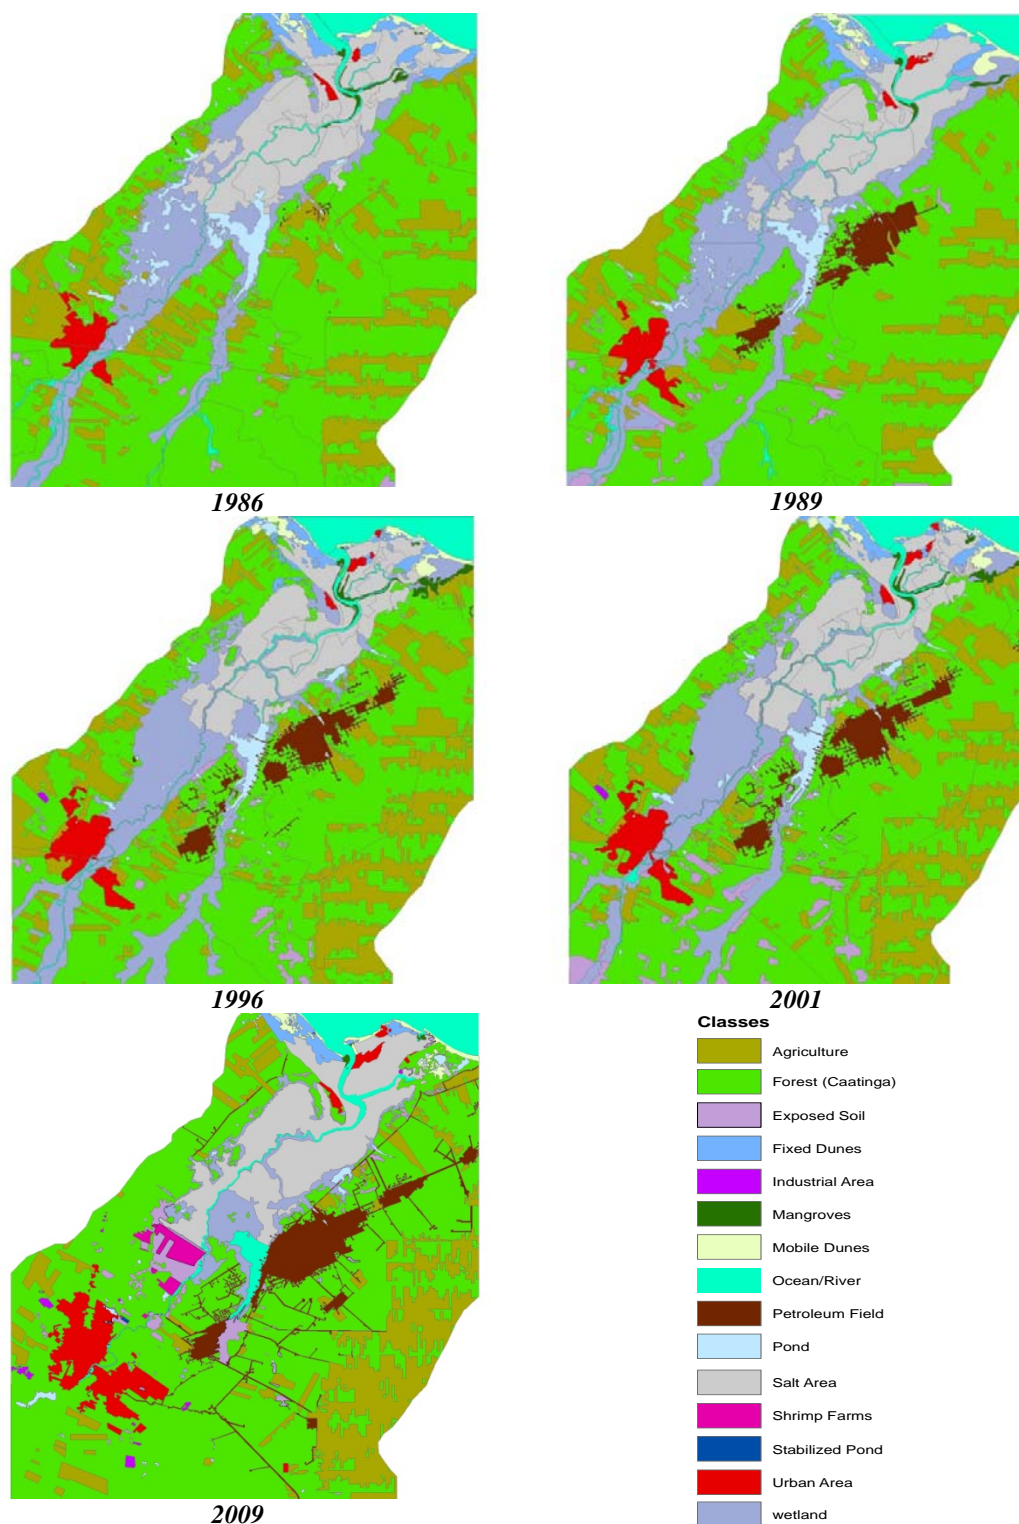 1986
1989
1996
2001
2009
Classes
Agriculture
Forest (Caatinga)
Exposed Soil
Fixed Dunes
Industrial Area
Mangroves
Mobile Dunes
Ocean/River
Petroleum Field
Pond
Salt Area
Shrimp Farms
Stabilized Pond
Urban Area
wetland